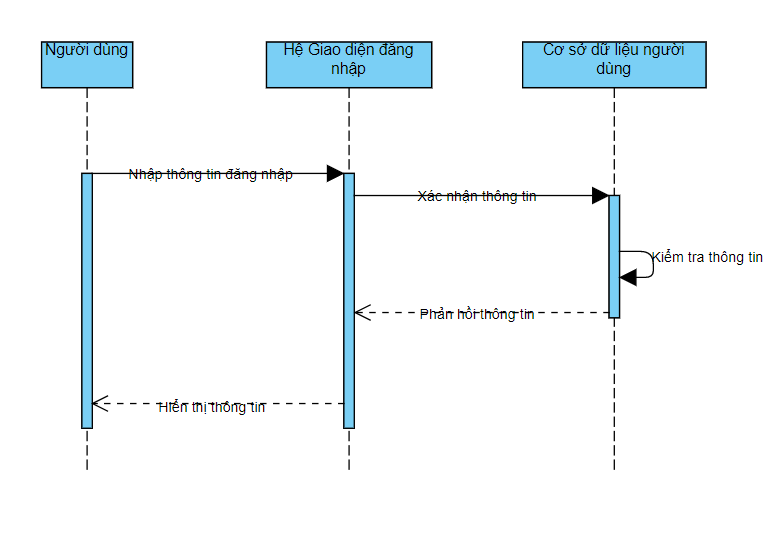 Người dùng
Hệ Giao diện đăng
nhập
Cơ sở dữ liệu người
dùng
Nhập thông tin đăng nhập
Xác nhận thông tin
Kiểm tra thông tin
Phản hồi thông tin
Hiển thị thông tin